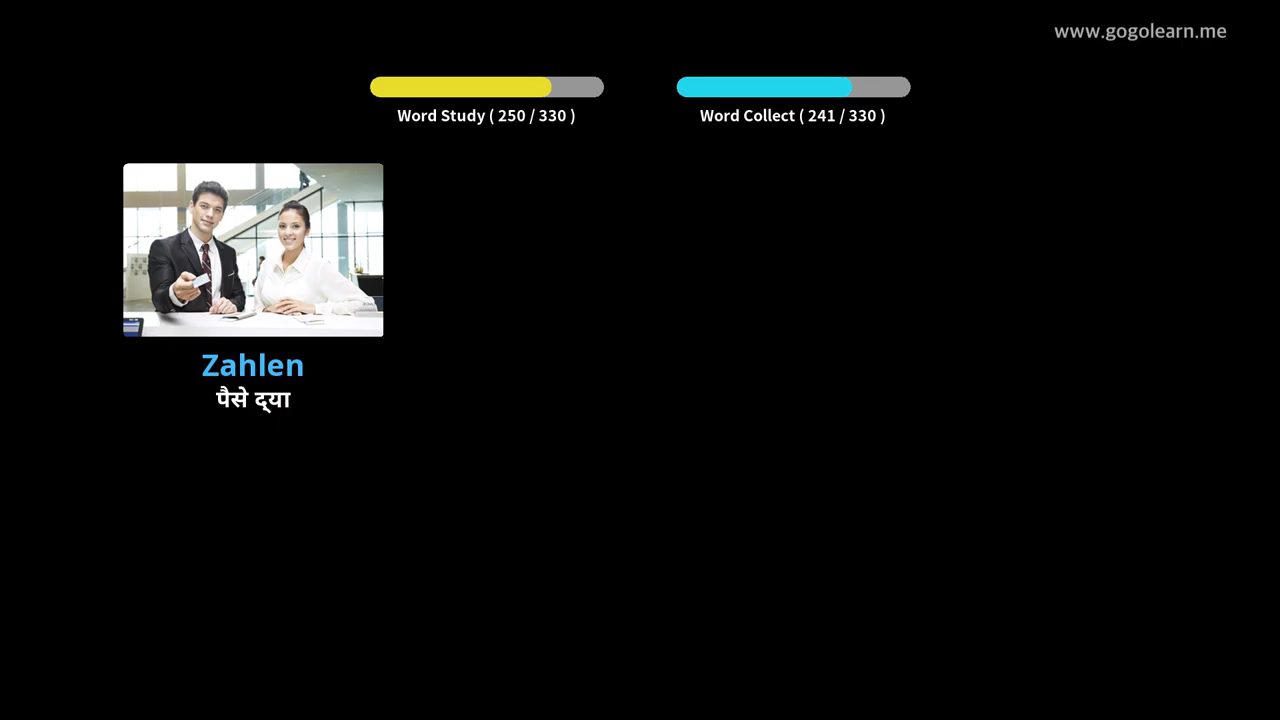 www.gogolearn.me
Word Study ( 250 / 330 )
Word Collect ( 241 / 330 )
Zahlen
पैसे द्या